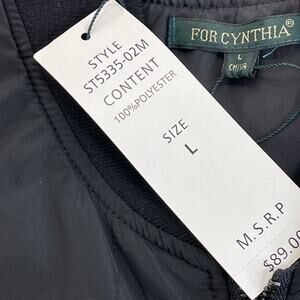 FOR CYNTHIA®
L
CHINA
STYLE
ST5335-02M
CONTENT
100%POLYESTER
SIZE
L
M.S.R.P
$89.00